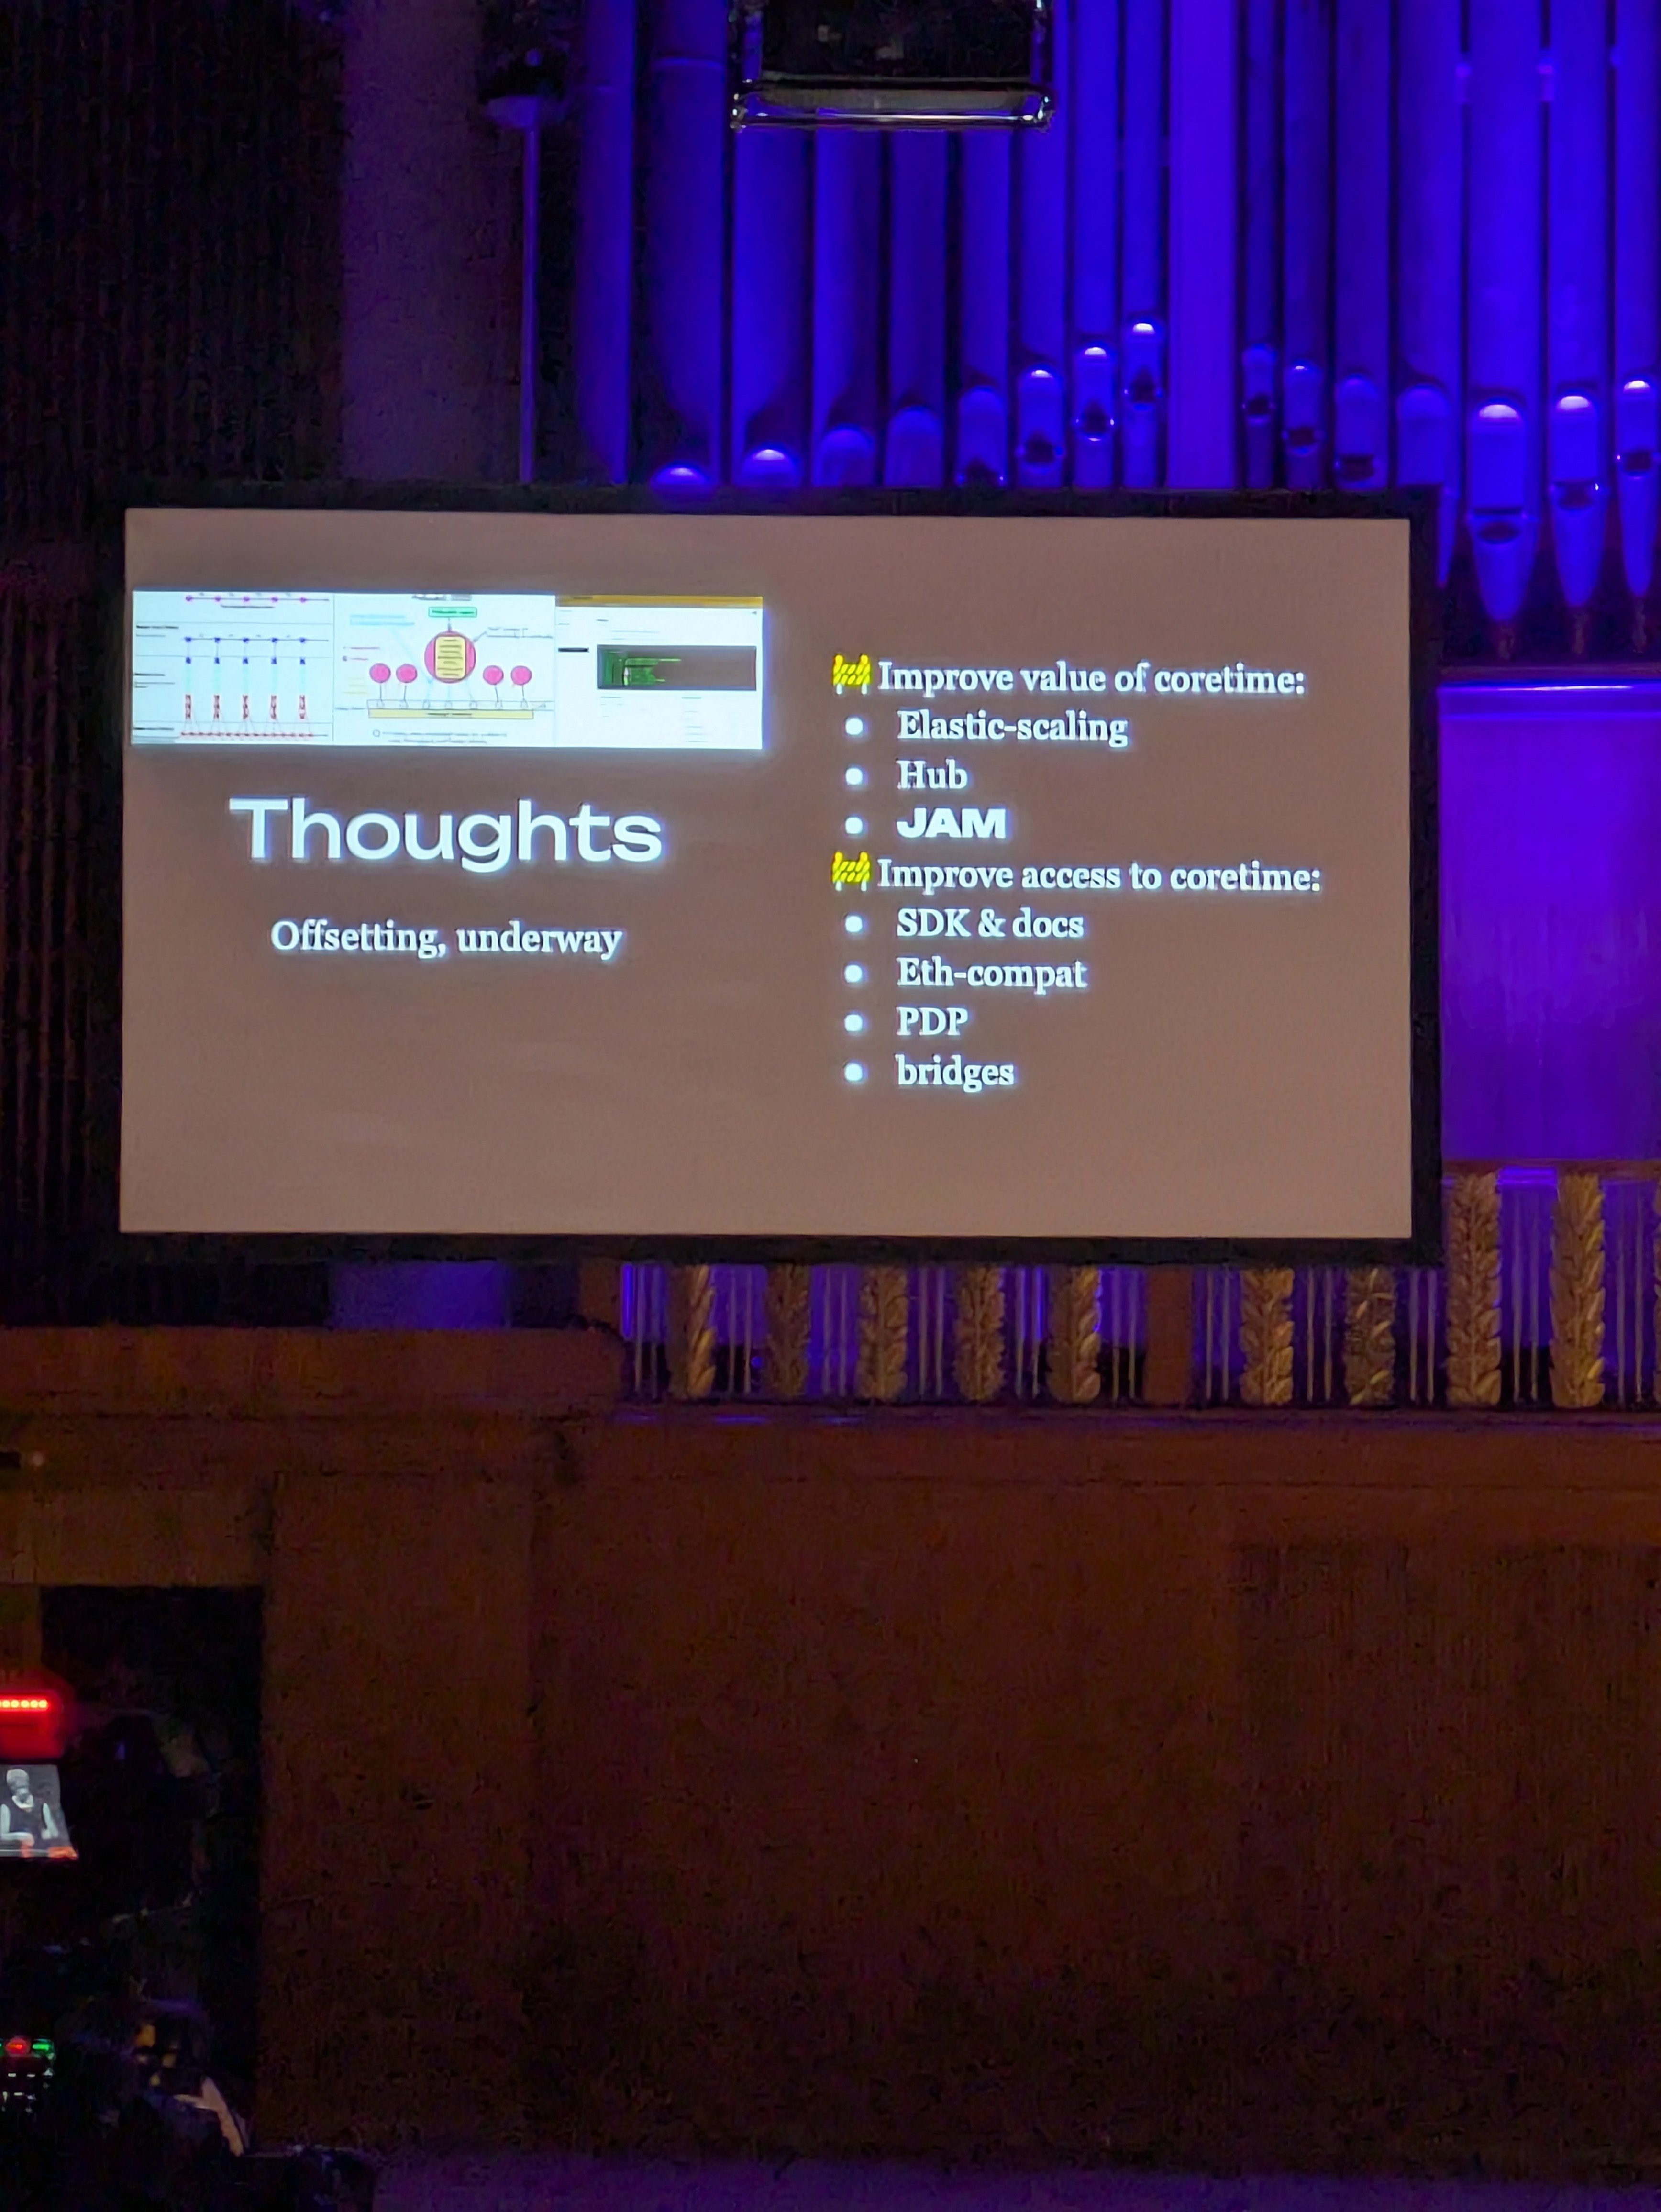 Thoughts
Offsetting, underway
Improve value of coretime:
Elastic-scaling
Hub
JAM
Improve access to coretime:
SDK & docs
Eth-compat
PDP
bridges